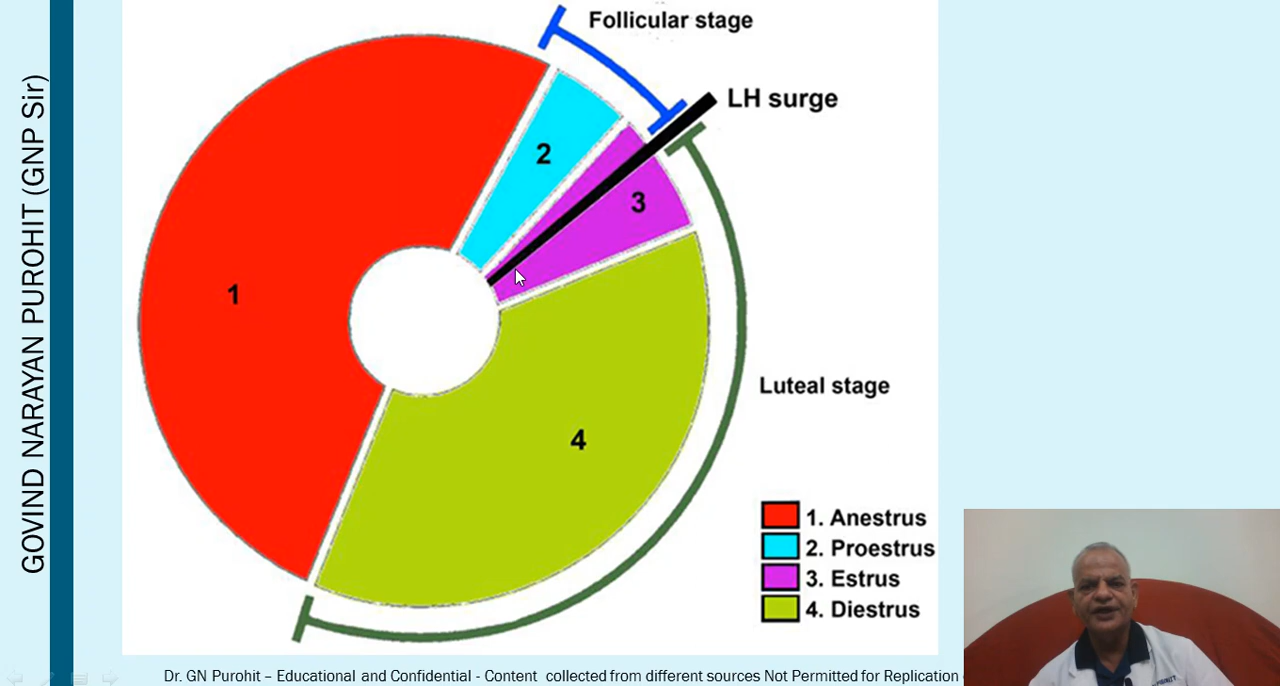 GOVIND NARAYAN PUROHIT (GNP Sir)
Follicular stage
LH surge
2
3
1
Luteal stage
4
1. Anestrus
2. Proestrus
3. Estrus
4. Diestrus
Dr. GN Purohit – Educational and Confidential - Content collected from different sources Not Permitted for Replication